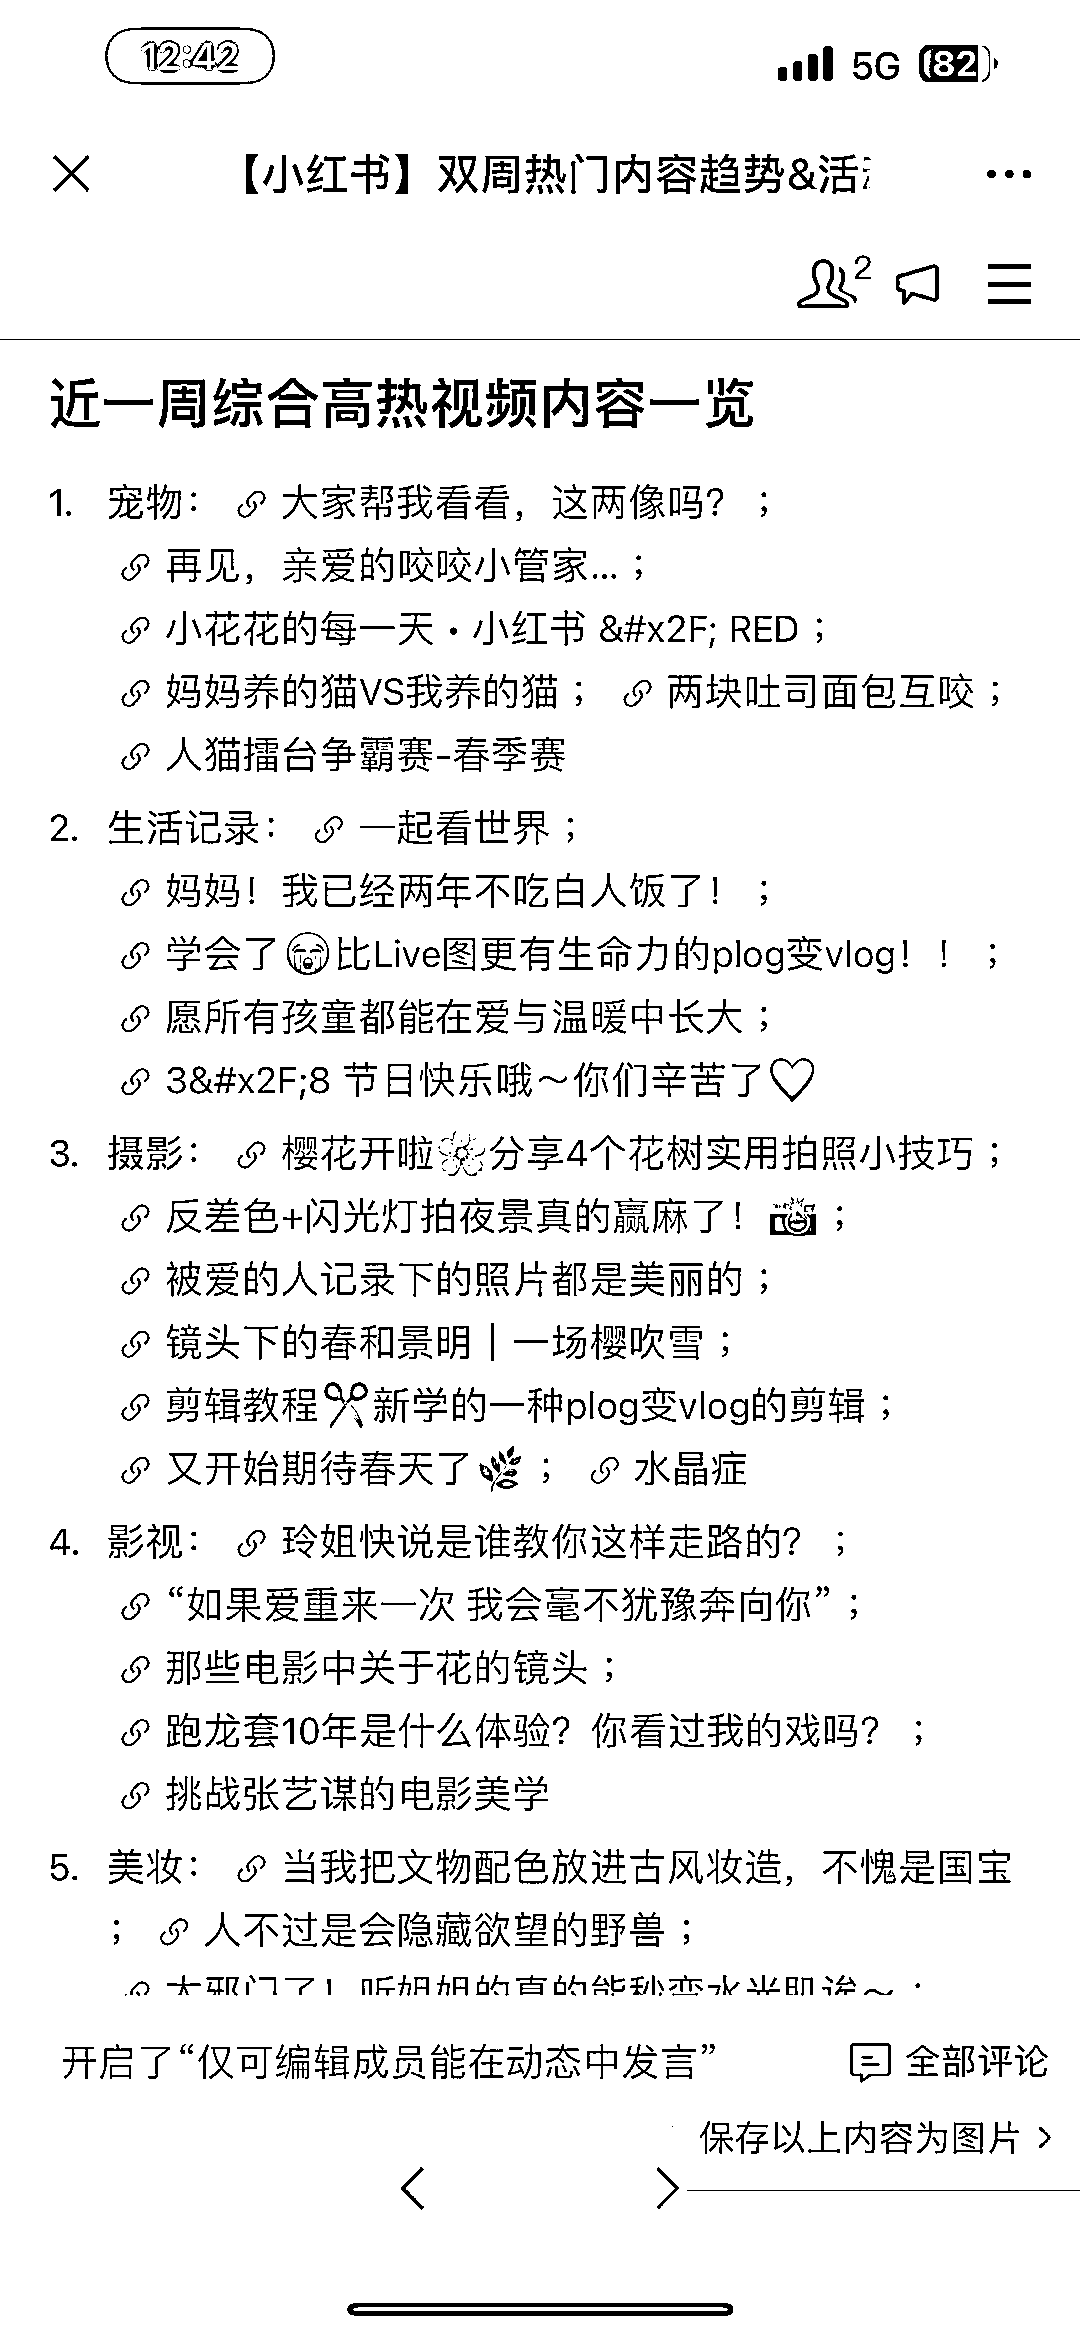 12:42
5G 82
【小红书】双周热门内容趋势&活
2
近一周综合高热视频内容一览
1. 宠物： 大家帮我看看，这两像吗？ ；
再见，亲爱的咬咬小管家... ；
小花花的每一天 · 小红书 &#x2F; RED ；
妈妈养的猫VS我养的猫 ； 两块吐司面包互咬 ；
人猫擂台争霸赛-春季赛
2. 生活记录： 一起看世界 ；
妈妈！我已经两年不吃白人饭了！ ；
学会了😭比Live图更有生命力的plog变vlog！！ ；
愿所有孩童都能在爱与温暖中长大 ；
3&#x2F;8 节日快乐哦～你们辛苦了♡
3. 摄影： 樱花开啦🌸分享4个花树实用拍照小技巧 ；
反差色+闪光灯拍夜景真的赢麻了！📸 ；
被爱的人记录下的照片都是美丽的 ；
镜头下的春和景明｜一场樱吹雪 ；
剪辑教程✂️新学的一种plog变vlog的剪辑 ；
又开始期待春天了🌿 ； 水晶症
4. 影视： 玲姐快说是谁教你这样走路的？ ；
“如果爱重来一次 我会毫不犹豫奔向你” ；
那些电影中关于花的镜头 ；
跑龙套10年是什么体验？你看过我的戏吗？ ；
挑战张艺谋的电影美学
5. 美妆： 当我把文物配色放进古风妆造，不愧是国宝
； 人不过是会隐藏欲望的野兽 ；
太邪门了！听姐姐的真的能秒变水光肌诶～ ；
开启了“仅可编辑成员能在动态中发言” 全部评论
保存以上内容为图片 >